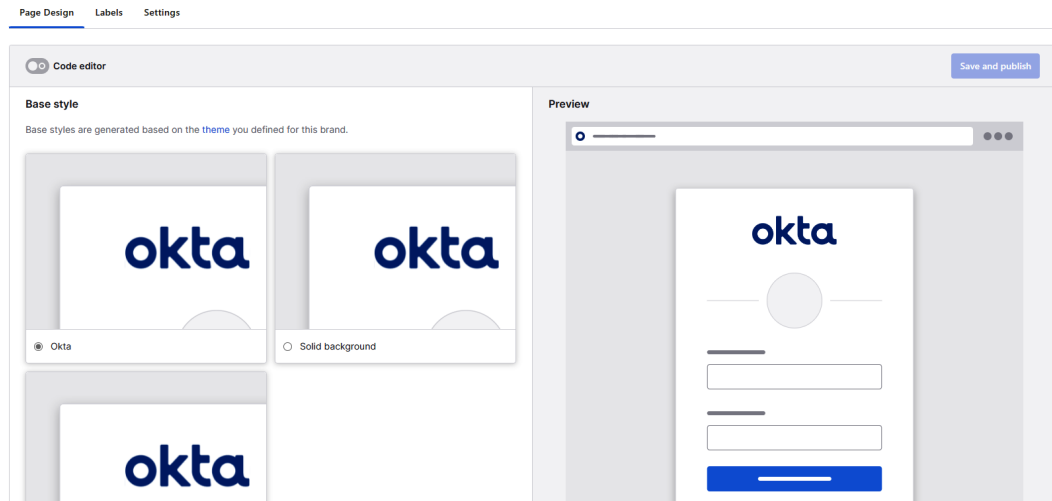 Page Design Labels Settings
Code editor
Save and publish
Base style
Base styles are generated based on the theme you defined for this brand.
okta
okta
Okta
Solid background
okta
Preview
okta